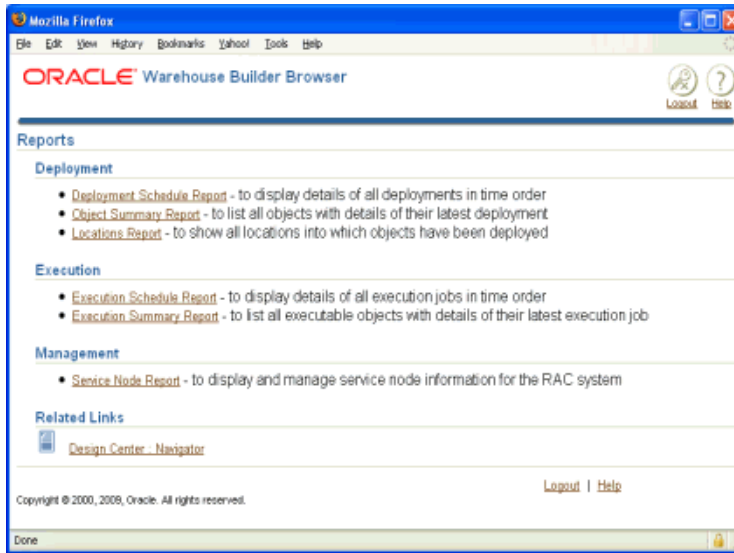 Mozilla Firefox
File Edit View History Bookmarks Yahoo! Tools Help
ORACLE Warehouse Builder Browser
Logout Help
Reports
Deployment
• Deployment Schedule Report - to display details of all deployments in time order
• Object Summary Report - to list all objects with details of their latest deployment
• Locations Report - to show all locations into which objects have been deployed
Execution
• Execution Schedule Report - to display details of all execution jobs in time order
• Execution Summary Report - to list all executable objects with details of their latest execution job
Management
• Service Node Report - to display and manage service node information for the RAC system
Related Links
Design Center : Navigator
Logout | Help
Copyright © 2000, 2009, Oracle. All rights reserved.
Done